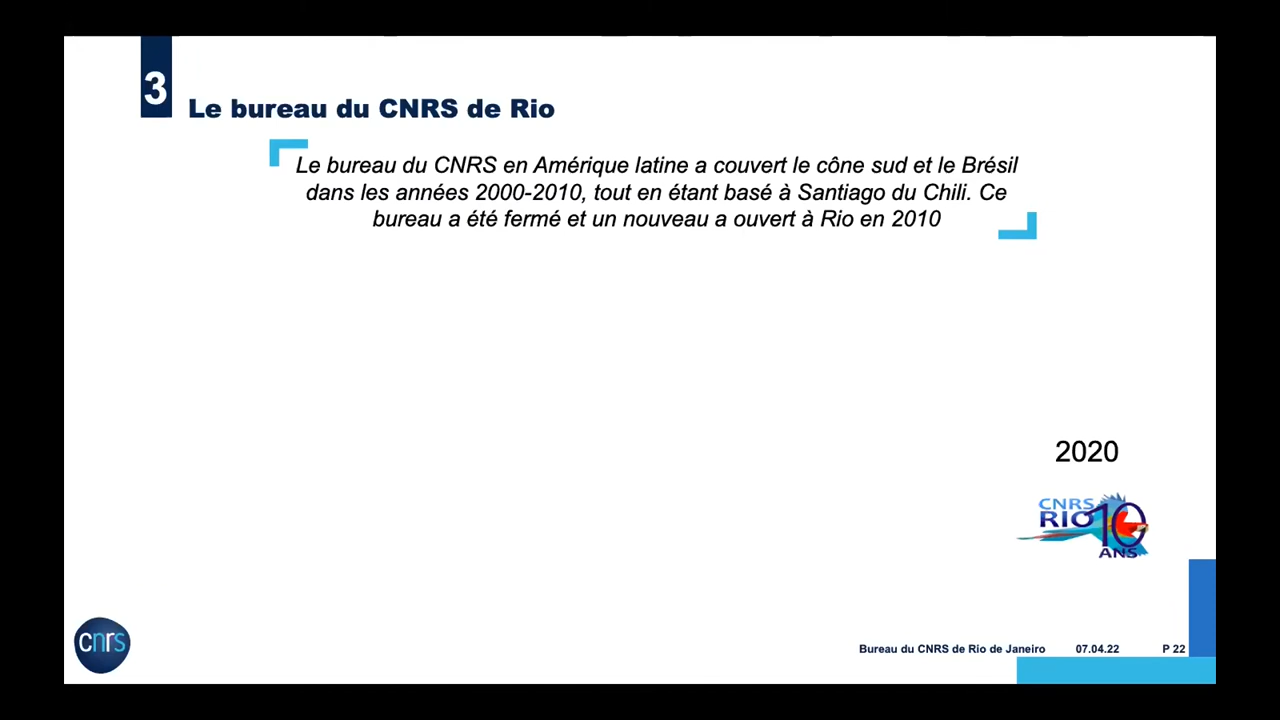 3
Le bureau du CNRS de Rio
Le bureau du CNRS en Amérique latine a couvert le cône sud et le Brésil
dans les années 2000-2010, tout en étant basé à Santiago du Chili. Ce
bureau a été fermé et un nouveau a ouvert à Rio en 2010
2020
CNRS
RIO 10
ANS
cnrs
Bureau du CNRS de Rio de Janeiro 07.04.22 P 22